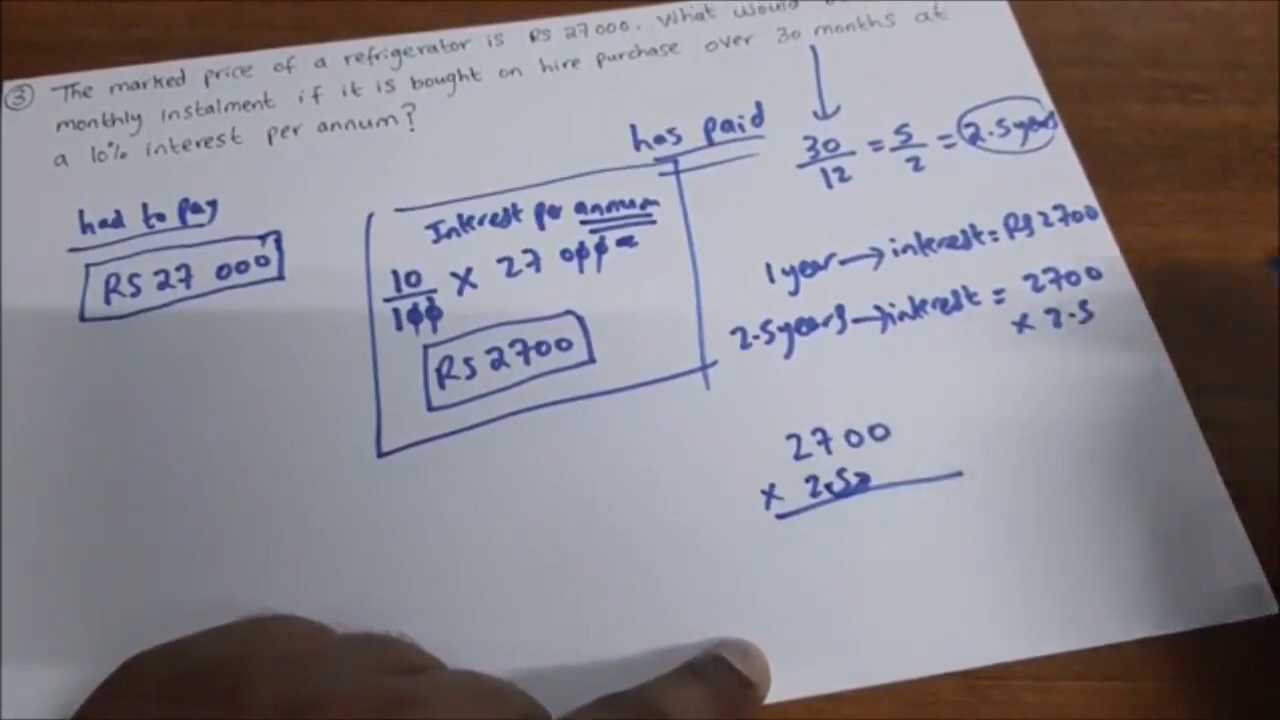 ③ The marked price of a refrigerator is Rs 27 000. What would
monthly instalment if it is bought on hire purchase over 30 months at
a 10% interest per annum?
had to pay
Rs 27 000
has paid
Interest per annum
10/100 × 27 000
Rs 2700
30/12 = 5/2 = 2.5 years
1 year → interest = Rs 2700
2.5 years → interest = 2700
× 2.5
2700
× 2.5